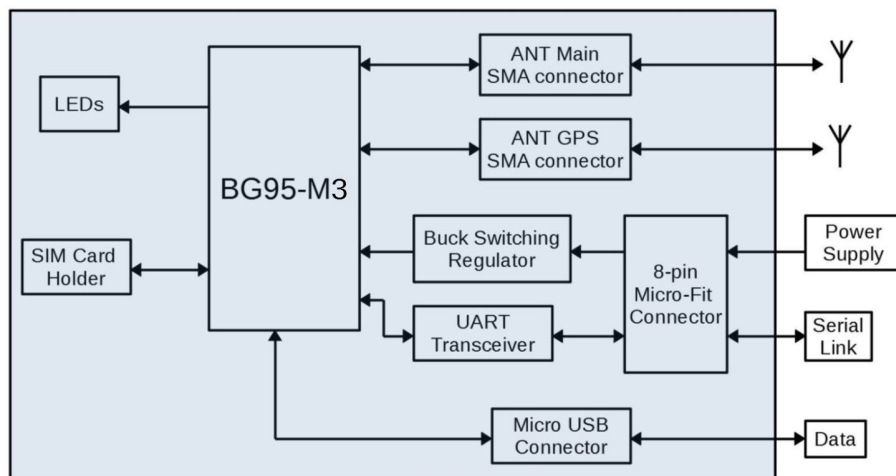 ANT Main
SMA connector
LEDs
ANT GPS
SMA connector
BG95-M3
Buck Switching
Regulator
Power
Supply
SIM Card
Holder
8-pin
Micro-Fit
Connector
UART
Transceiver
Serial
Link
Micro USB
Connector
Data